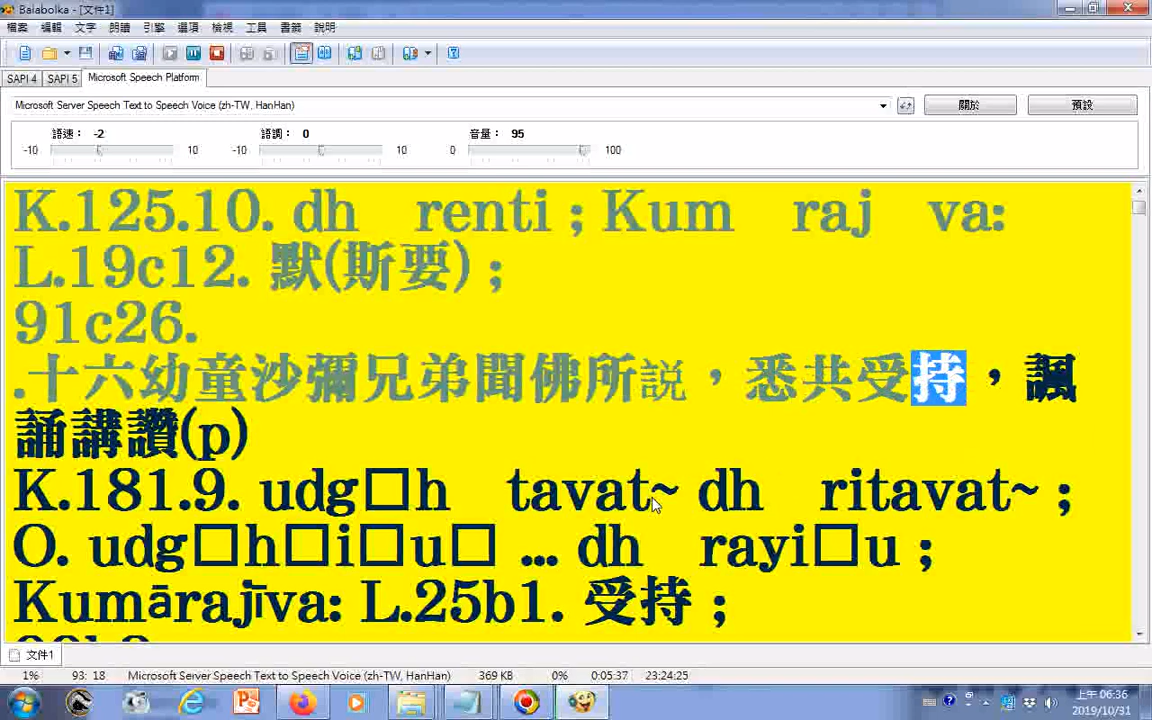 Balabolka - [文件1]
檔案 編輯 文字 朗讀 引擎 選項 檢視 工具 書籤 說明
SAPI 4 SAPI 5 Microsoft Speech Platform
Microsoft Server Speech Text to Speech Voice (zh-TW, HanHan) 關於 預設
語速： -2 語調： 0 音量： 95
-10 10 -10 10 0 100
K.125.10. dh renti ; Kum raj va:
L.19c12. 默(斯要) ;
91c26.
.十六幼童沙彌兄弟聞佛所説，悉共受持，諷
誦講讚(p)
K.181.9. udg□h tavat~ dh ritavat~ ;
O. udg□h□i□u□ ... dh rayi□u ;
Kumārajīva: L.25b1. 受持 ;
文件1
1% 93: 18 Microsoft Server Speech Text to Speech Voice (zh-TW, HanHan) 369 KB 0% 0:05:37 23:24:25
上午 06:36
2019/10/31